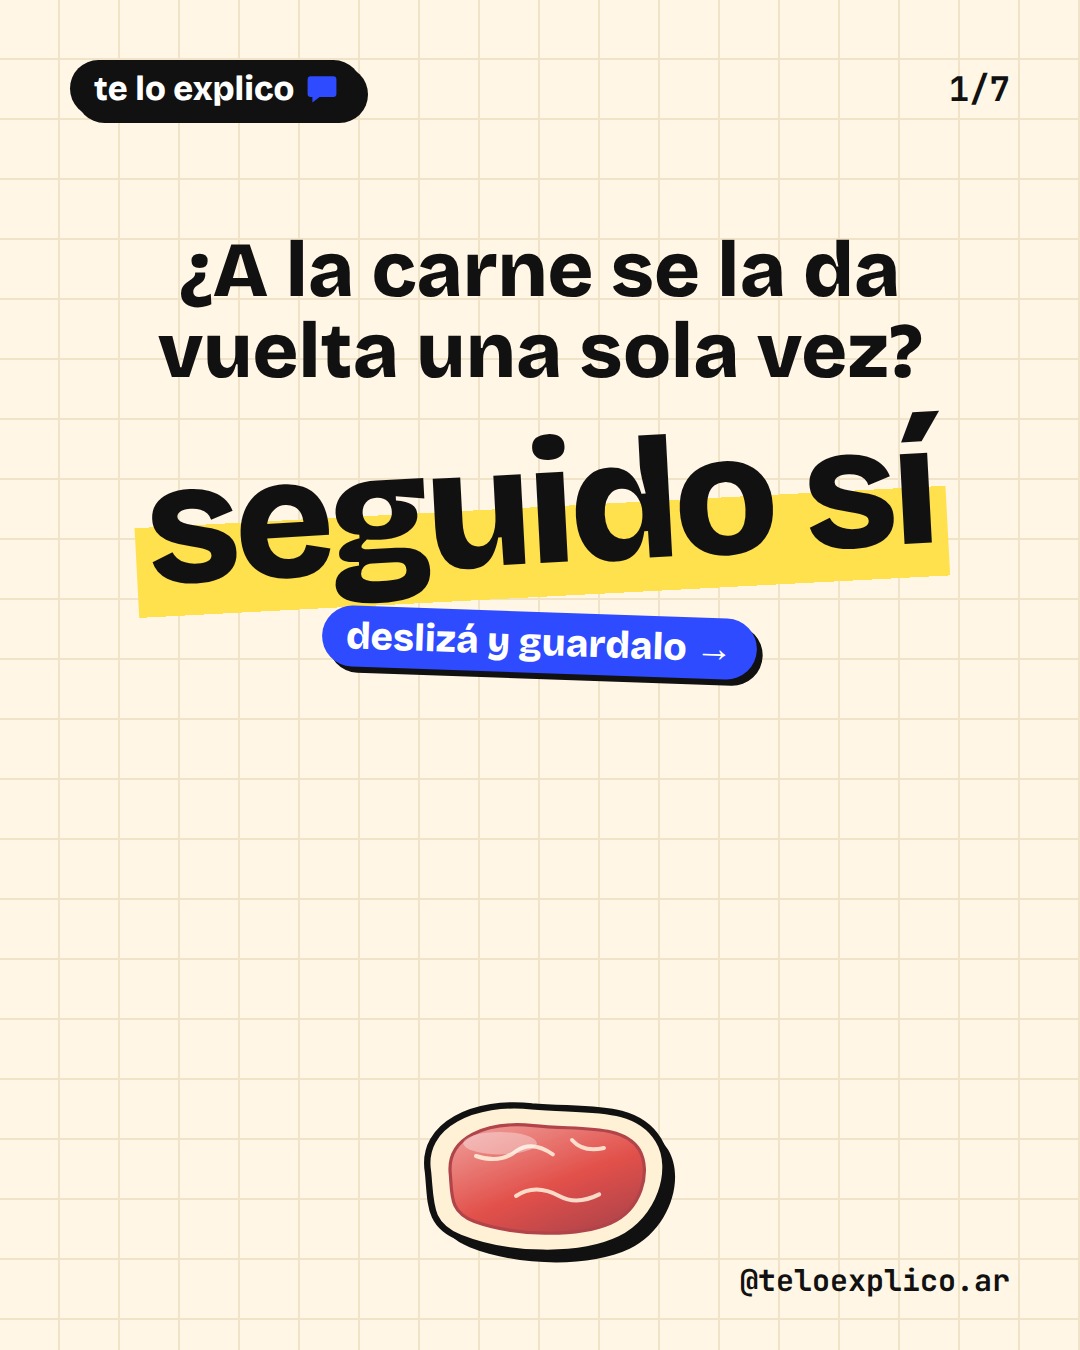 te lo explico
1/7
¿A la carne se la da
vuelta una sola vez?
seguido sí
deslizá y guardalo →
@teloexplico.ar